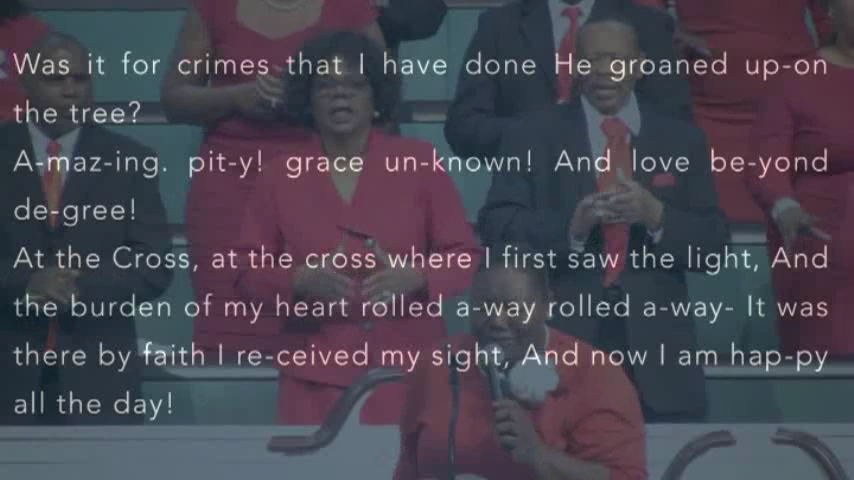 Was it for crimes that I have done He groaned up-on
the tree?
A-maz-ing. pit-y! grace un-known! And love be-yond
de-gree!
At the Cross, at the cross where I first saw the light, And
the burden of my heart rolled a-way rolled a-way- It was
there by faith I re-ceived my sight, And now I am hap-py
all the day!